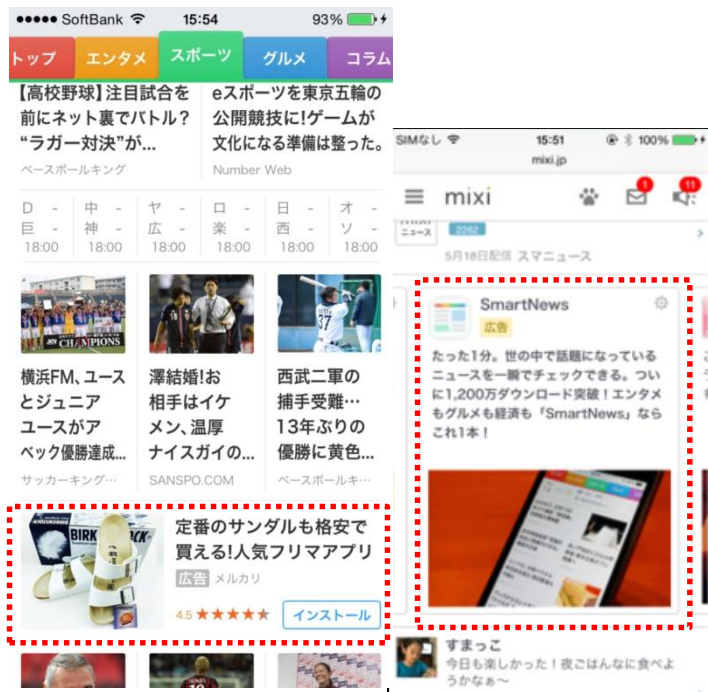 SoftBank 15:54 93%
トップ エンタメ スポーツ グルメ コラム
【高校野球】注目試合を
前にネット裏でバトル?
“ラガー対決”が...
ベースボールキング
eスポーツを東京五輪の
公開競技に!ゲームが
文化になる準備は整った。
Number Web
D - 中 - ヤ - ロ - 日 - オ -
巨 - 神 - 広 - 楽 - 西 - ソ -
18:00 18:00 18:00 18:00 18:00 18:00
CHAMPIONS
37
横浜FM、ユース
とジュニア
ユースがア
ベック優勝達成...
サッカーキング…
澤結婚!お
相手はイケ
メン、温厚
ナイスガイの...
SANSPO.COM
西武二軍の
捕手受難…
13年ぶりの
優勝に黄色...
ベースボールキ…
BIRK
定番のサンダルも格安で
買える!人気フリマアプリ
広告 メルカリ
4.5 インストール
SIMなし 15:51 100%
mixi.jp
mixi 1 11
ニュース 2262
5月18日配信 スマニュース
SmartNews
広告
たった1分。世の中で話題になっている
ニュースを一瞬でチェックできる。つい
に1,200万ダウンロード突破!エンタメ
もグルメも経済も「SmartNews」なら
これ1本!
すまっこ
今日も楽しかった!夜ごはんなに食べよ
うかなぁ〜